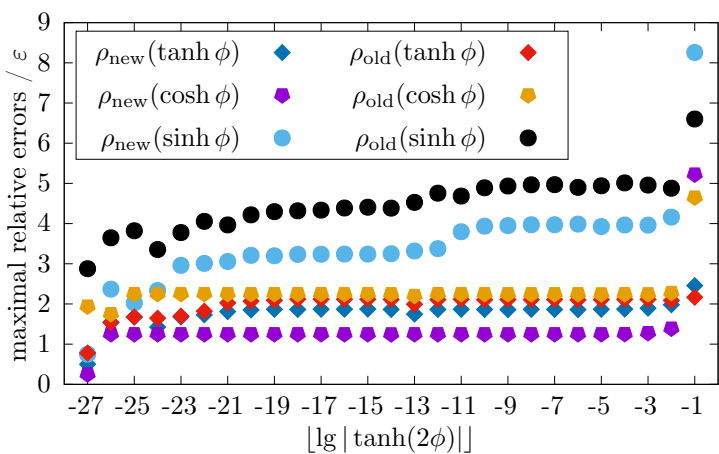 maximal relative errors / ε
9
8
7
6
5
4
3
2
1
0
ρnew(tanh ϕ) ρold(tanh ϕ)
ρnew(cosh ϕ) ρold(cosh ϕ)
ρnew(sinh ϕ) ρold(sinh ϕ)
-27 -25 -23 -21 -19 -17 -15 -13 -11 -9 -7 -5 -3 -1
⌊lg | tanh(2ϕ)|⌋